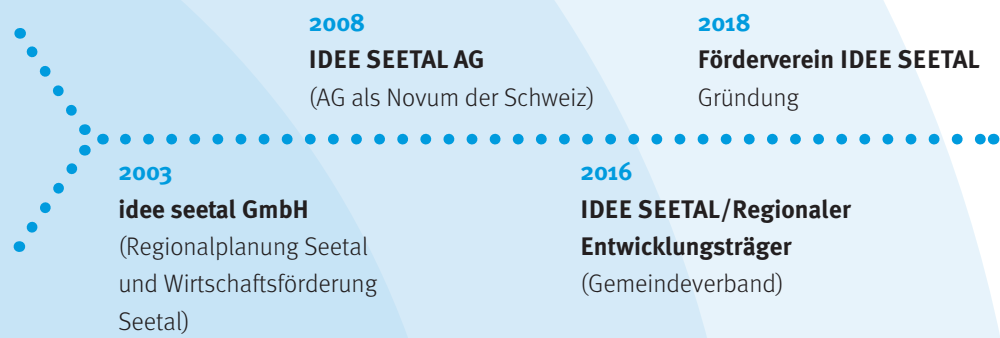 2008
IDEE SEETAL AG
(AG als Novum der Schweiz)
2018
Förderverein IDEE SEETAL
Gründung
2003
idee seetal GmbH
(Regionalplanung Seetal
und Wirtschaftsförderung
Seetal)
2016
IDEE SEETAL/Regionaler
Entwicklungsträger
(Gemeindeverband)